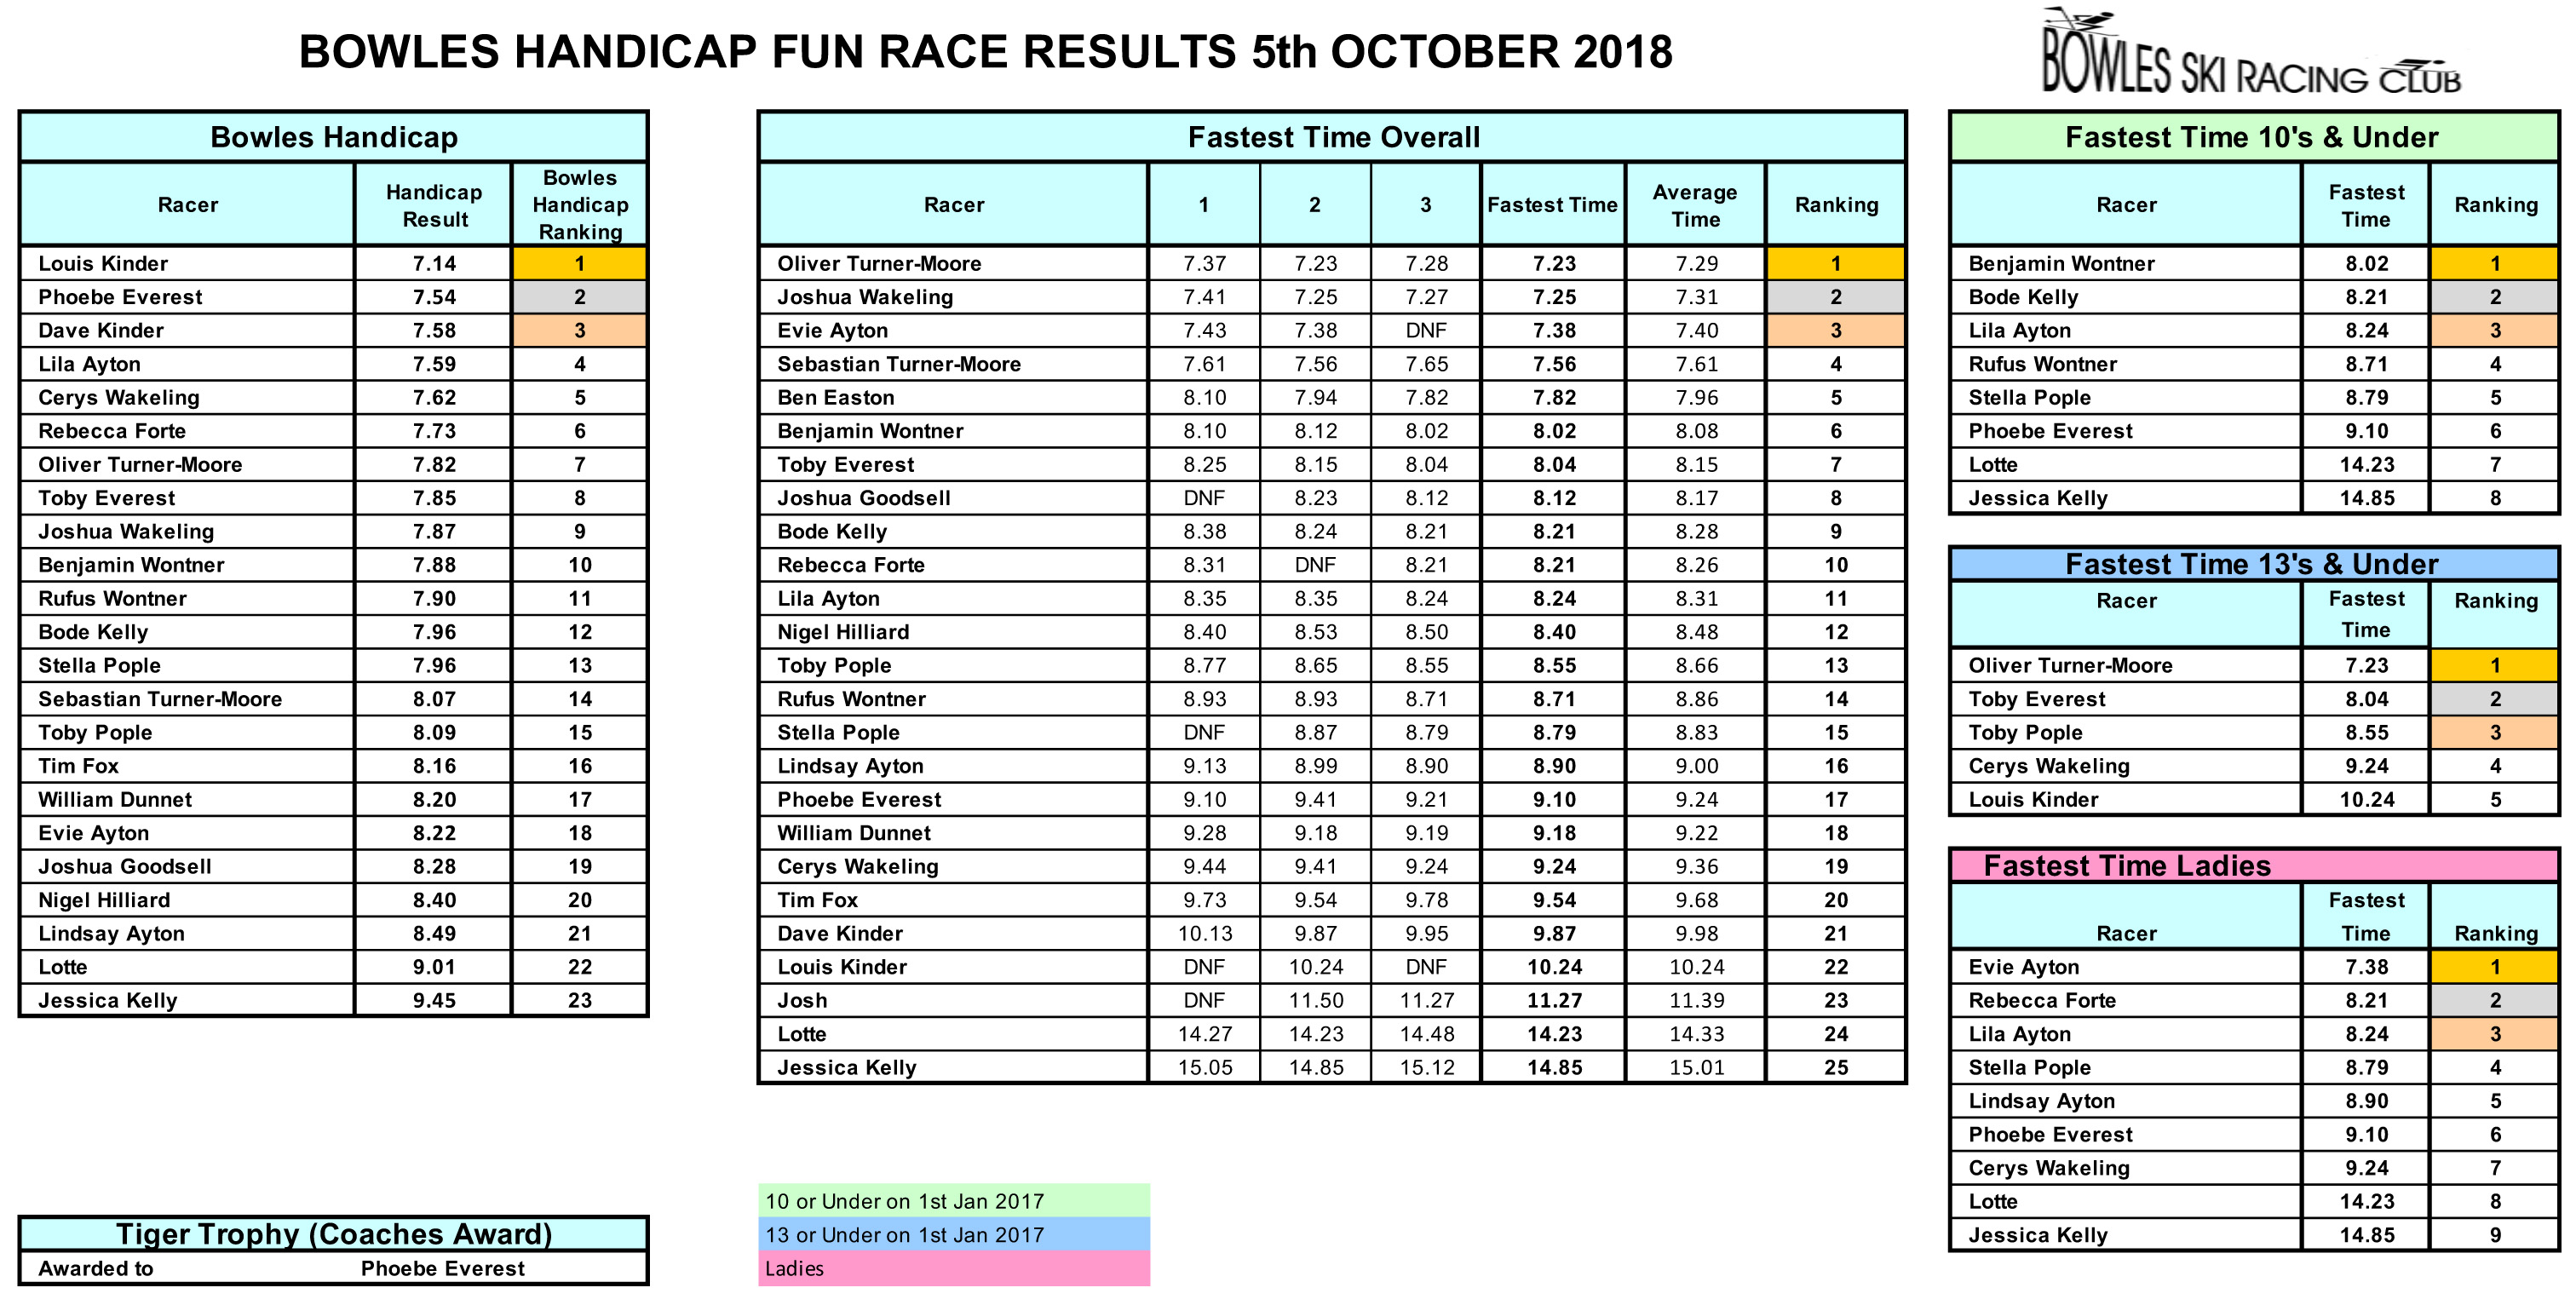 BOWLES HANDICAP FUN RACE RESULTS 5th OCTOBER 2018
BOWLES SKI RACING CLUB
Bowles Handicap
Racer Handicap Result Bowles Handicap Ranking
Louis Kinder 7.14 1
Phoebe Everest 7.54 2
Dave Kinder 7.58 3
Lila Ayton 7.59 4
Cerys Wakeling 7.62 5
Rebecca Forte 7.73 6
Oliver Turner-Moore 7.82 7
Toby Everest 7.85 8
Joshua Wakeling 7.87 9
Benjamin Wontner 7.88 10
Rufus Wontner 7.90 11
Bode Kelly 7.96 12
Stella Pople 7.96 13
Sebastian Turner-Moore 8.07 14
Toby Pople 8.09 15
Tim Fox 8.16 16
William Dunnet 8.20 17
Evie Ayton 8.22 18
Joshua Goodsell 8.28 19
Nigel Hilliard 8.40 20
Lindsay Ayton 8.49 21
Lotte 9.01 22
Jessica Kelly 9.45 23
Tiger Trophy (Coaches Award)
Awarded to Phoebe Everest
Fastest Time Overall
Racer 1 2 3 Fastest Time Average Time Ranking
Oliver Turner-Moore 7.37 7.23 7.28 7.23 7.29 1
Joshua Wakeling 7.41 7.25 7.27 7.25 7.31 2
Evie Ayton 7.43 7.38 DNF 7.38 7.40 3
Sebastian Turner-Moore 7.61 7.56 7.65 7.56 7.61 4
Ben Easton 8.10 7.94 7.82 7.82 7.96 5
Benjamin Wontner 8.10 8.12 8.02 8.02 8.08 6
Toby Everest 8.25 8.15 8.04 8.04 8.15 7
Joshua Goodsell DNF 8.23 8.12 8.12 8.17 8
Bode Kelly 8.38 8.24 8.21 8.21 8.28 9
Rebecca Forte 8.31 DNF 8.21 8.21 8.26 10
Lila Ayton 8.35 8.35 8.24 8.24 8.31 11
Nigel Hilliard 8.40 8.53 8.50 8.40 8.48 12
Toby Pople 8.77 8.65 8.55 8.55 8.66 13
Rufus Wontner 8.93 8.93 8.71 8.71 8.86 14
Stella Pople DNF 8.87 8.79 8.79 8.83 15
Lindsay Ayton 9.13 8.99 8.90 8.90 9.00 16
Phoebe Everest 9.10 9.41 9.21 9.10 9.24 17
William Dunnet 9.28 9.18 9.19 9.18 9.22 18
Cerys Wakeling 9.44 9.41 9.24 9.24 9.36 19
Tim Fox 9.73 9.54 9.78 9.54 9.68 20
Dave Kinder 10.13 9.87 9.95 9.87 9.98 21
Louis Kinder DNF 10.24 DNF 10.24 10.24 22
Josh DNF 11.50 11.27 11.27 11.39 23
Lotte 14.27 14.23 14.48 14.23 14.33 24
Jessica Kelly 15.05 14.85 15.12 14.85 15.01 25
10 or Under on 1st Jan 2017
13 or Under on 1st Jan 2017
Ladies
Fastest Time 10's & Under
Racer Fastest Time Ranking
Benjamin Wontner 8.02 1
Bode Kelly 8.21 2
Lila Ayton 8.24 3
Rufus Wontner 8.71 4
Stella Pople 8.79 5
Phoebe Everest 9.10 6
Lotte 14.23 7
Jessica Kelly 14.85 8
Fastest Time 13's & Under
Racer Fastest Time Ranking
Oliver Turner-Moore 7.23 1
Toby Everest 8.04 2
Toby Pople 8.55 3
Cerys Wakeling 9.24 4
Louis Kinder 10.24 5
Fastest Time Ladies
Racer Fastest Time Ranking
Evie Ayton 7.38 1
Rebecca Forte 8.21 2
Lila Ayton 8.24 3
Stella Pople 8.79 4
Lindsay Ayton 8.90 5
Phoebe Everest 9.10 6
Cerys Wakeling 9.24 7
Lotte 14.23 8
Jessica Kelly 14.85 9